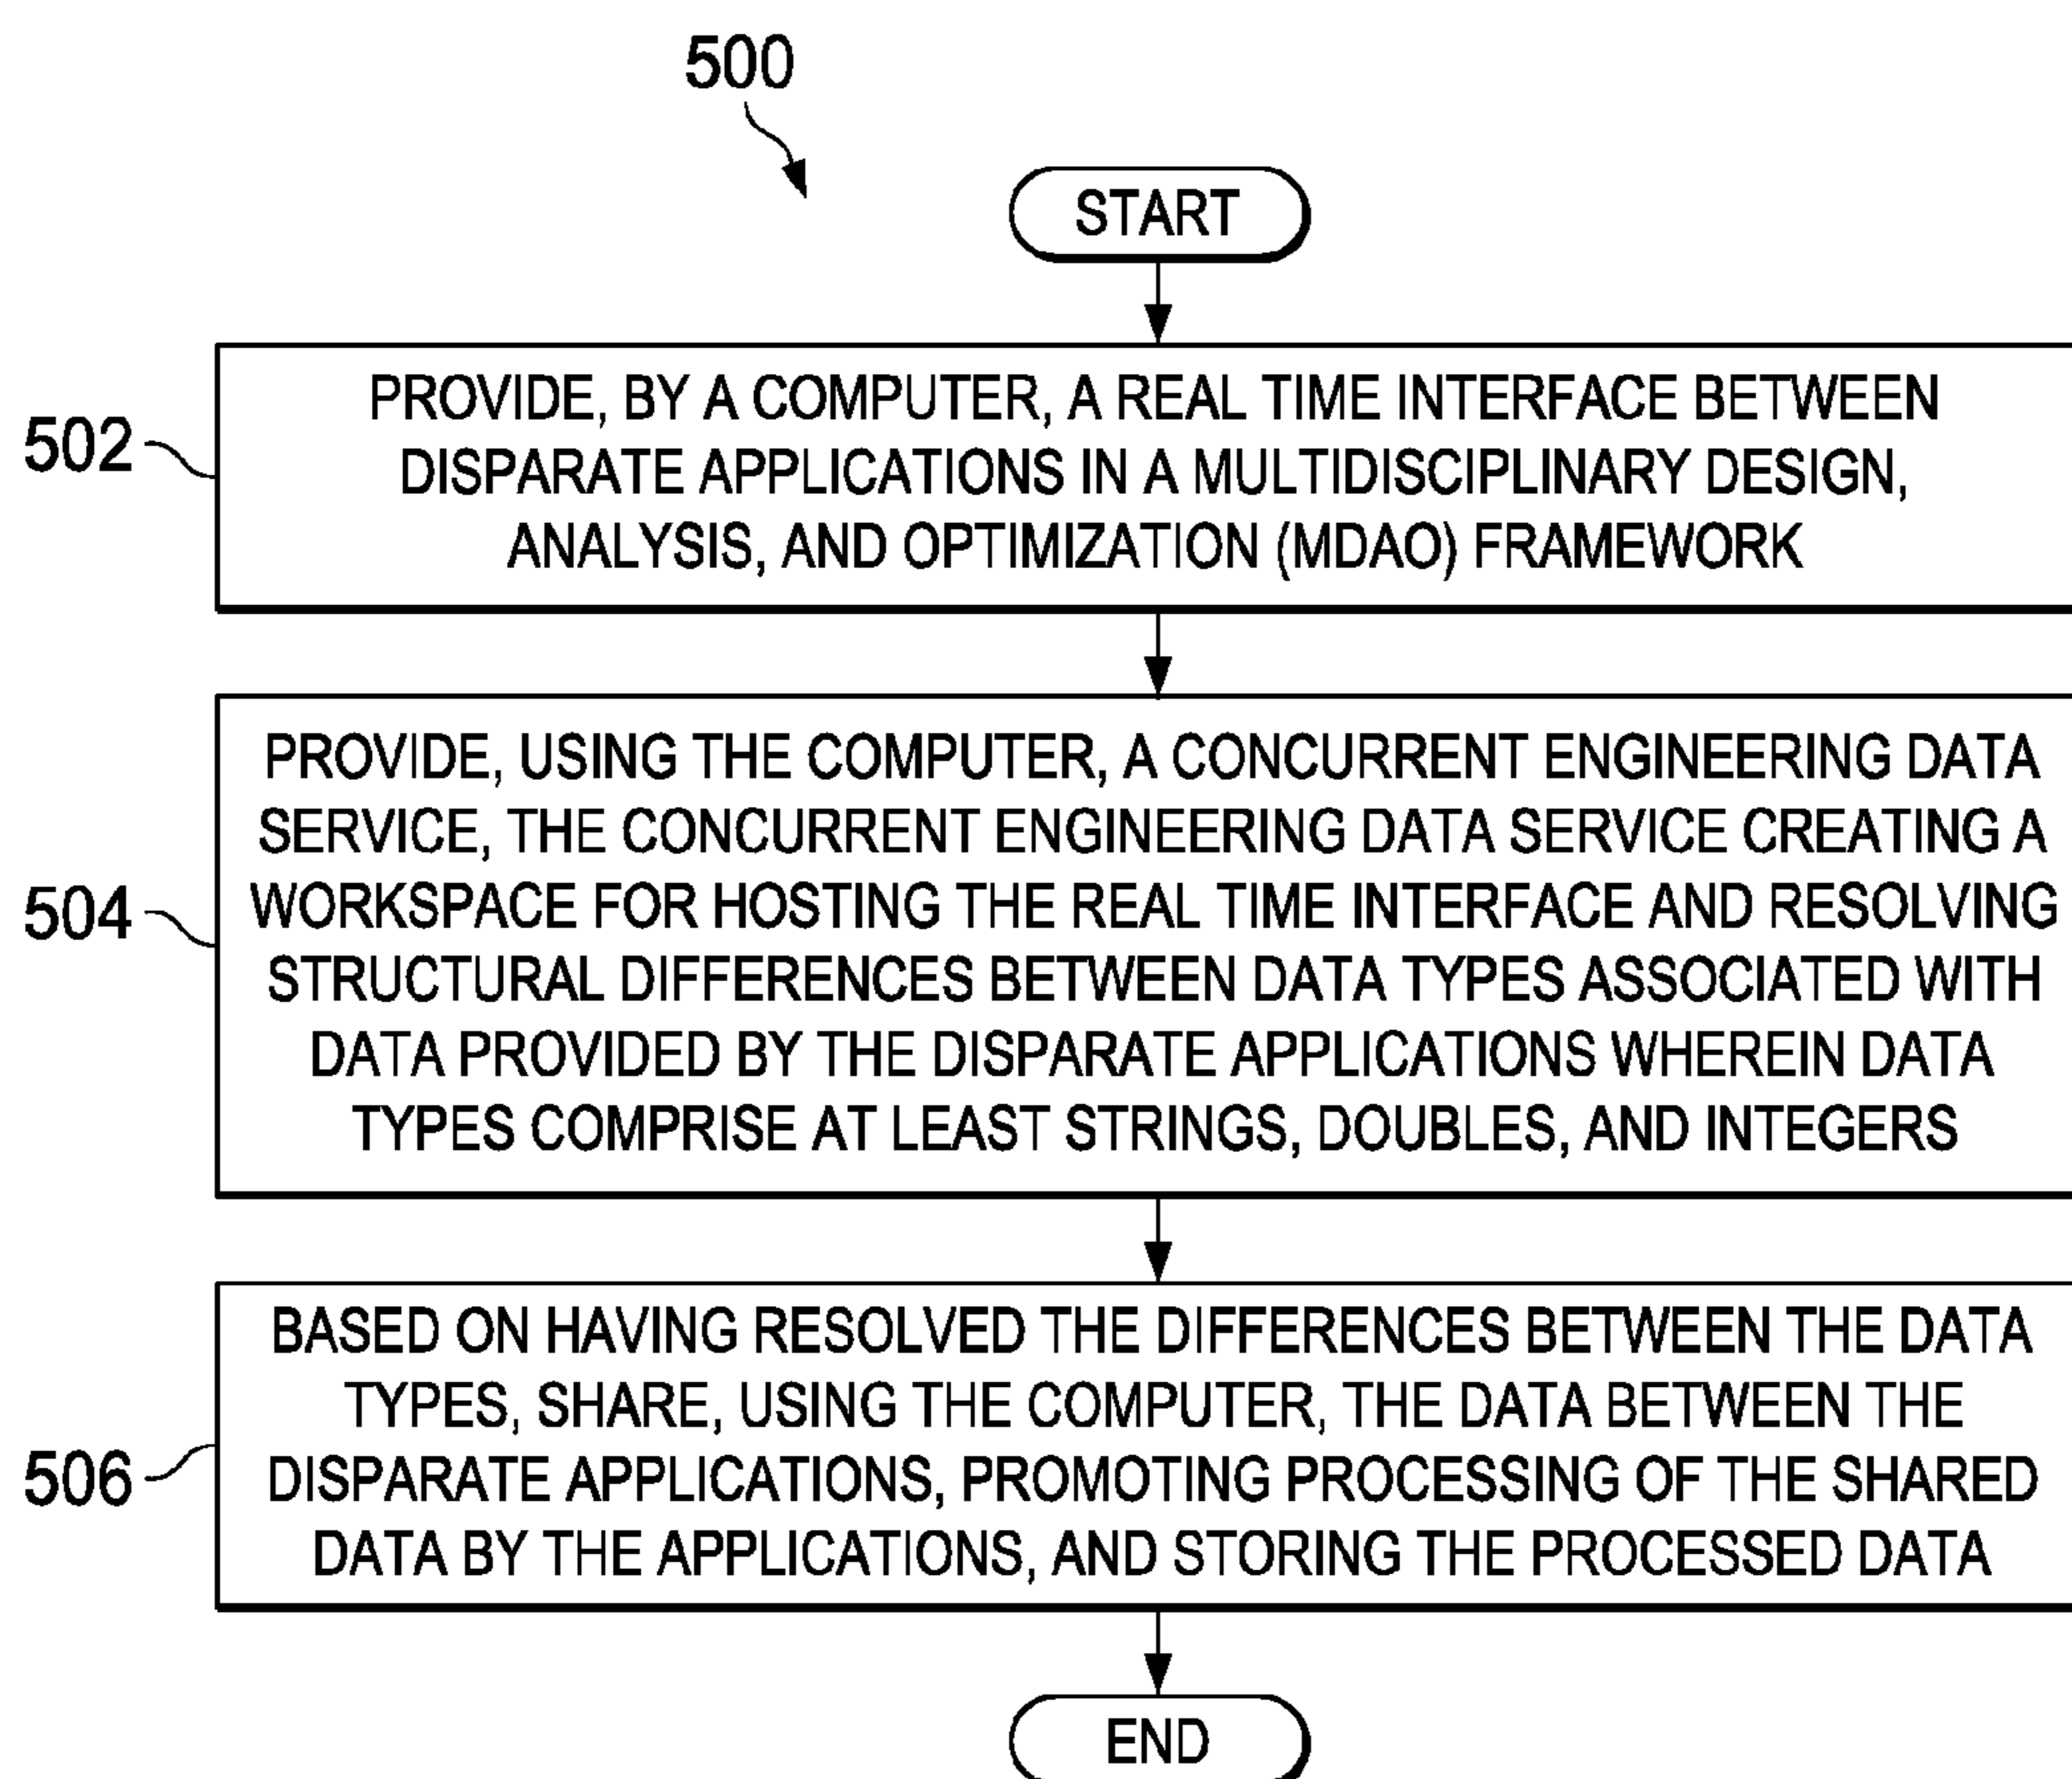 500
START
502
PROVIDE, BY A COMPUTER, A REAL TIME INTERFACE BETWEEN
DISPARATE APPLICATIONS IN A MULTIDISCIPLINARY DESIGN,
ANALYSIS, AND OPTIMIZATION (MDAO) FRAMEWORK
504
PROVIDE, USING THE COMPUTER, A CONCURRENT ENGINEERING DATA
SERVICE, THE CONCURRENT ENGINEERING DATA SERVICE CREATING A
WORKSPACE FOR HOSTING THE REAL TIME INTERFACE AND RESOLVING
STRUCTURAL DIFFERENCES BETWEEN DATA TYPES ASSOCIATED WITH
DATA PROVIDED BY THE DISPARATE APPLICATIONS WHEREIN DATA
TYPES COMPRISE AT LEAST STRINGS, DOUBLES, AND INTEGERS
506
BASED ON HAVING RESOLVED THE DIFFERENCES BETWEEN THE DATA
TYPES, SHARE, USING THE COMPUTER, THE DATA BETWEEN THE
DISPARATE APPLICATIONS, PROMOTING PROCESSING OF THE SHARED
DATA BY THE APPLICATIONS, AND STORING THE PROCESSED DATA
END